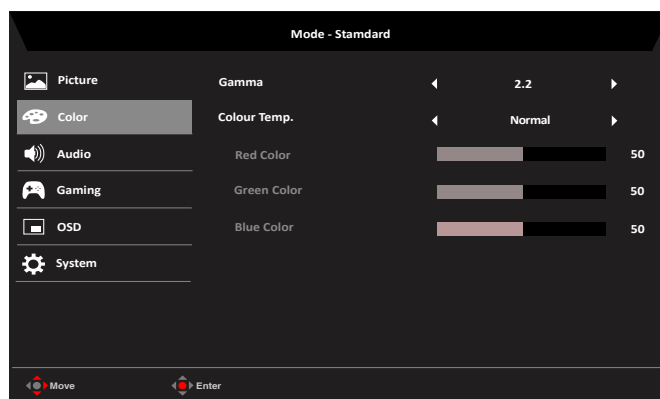 Mode - Stamdard
Picture
Gamma 2.2
Color
Colour Temp. Normal
Audio
Red Color 50
Gaming
Green Color 50
OSD
Blue Color 50
System
Move Enter